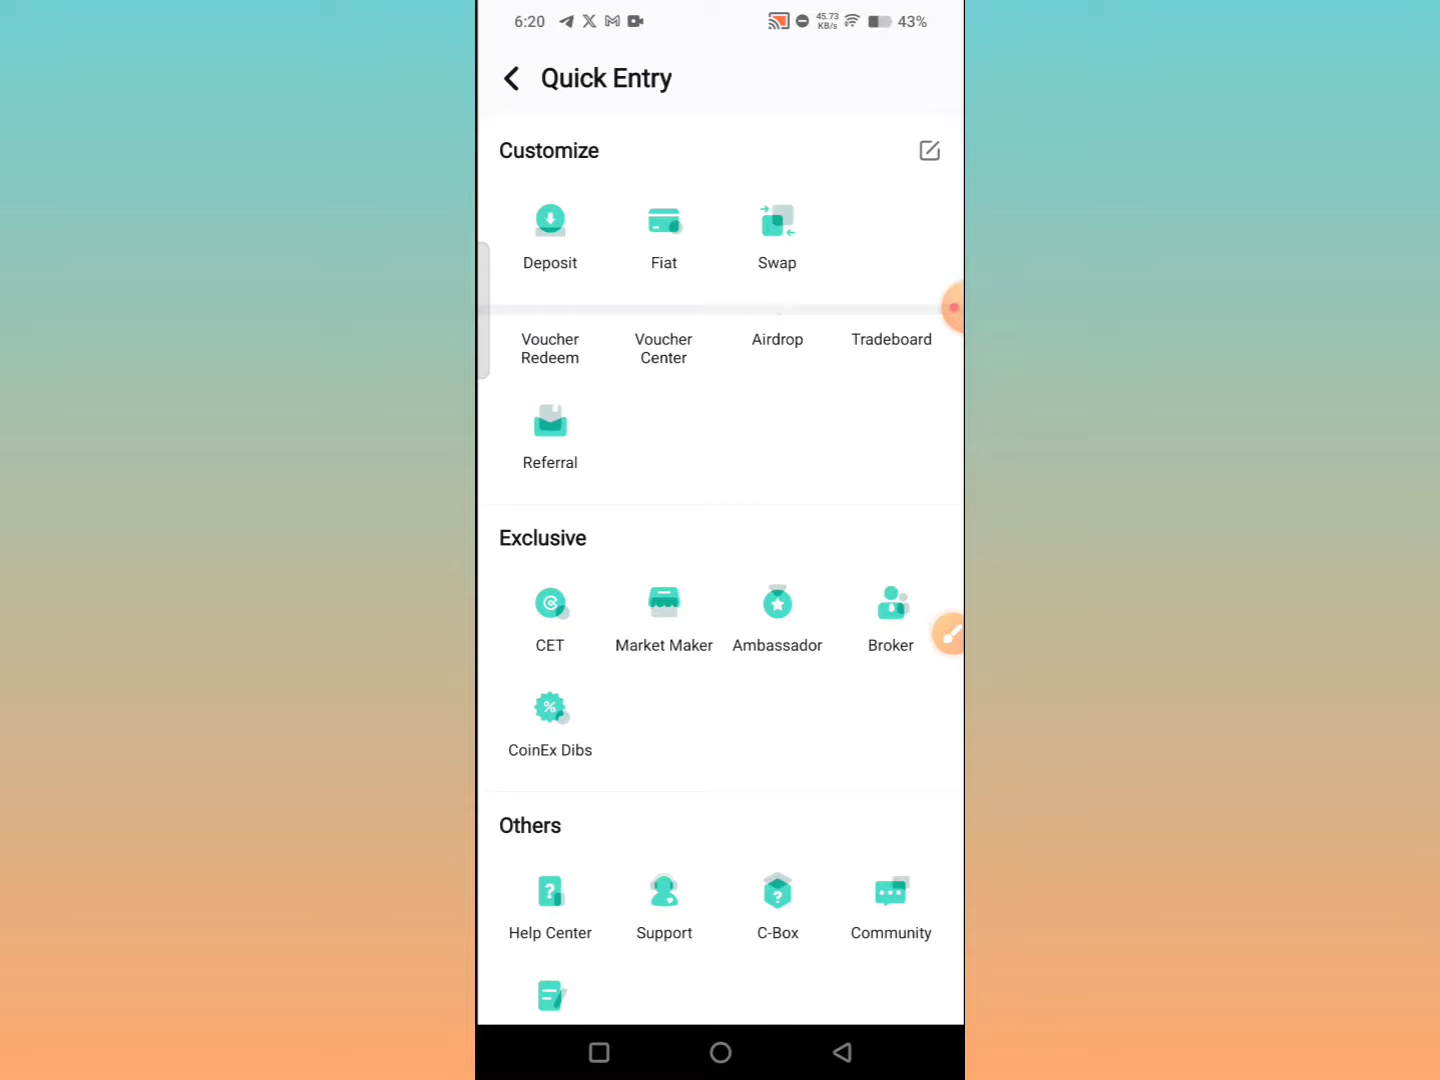 6:20
45.73
KB/s
43%
Quick Entry
Customize
Deposit
Fiat
Swap
Voucher
Redeem
Voucher
Center
Airdrop
Tradeboard
Referral
Exclusive
CET
Market Maker
Ambassador
Broker
%
CoinEx Dibs
Others
?
?
Help Center
Support
C-Box
Community